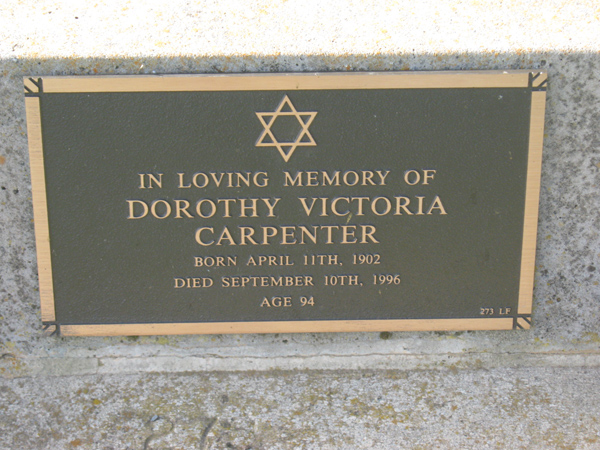 IN LOVING MEMORY OF
DOROTHY VICTORIA
CARPENTER
BORN APRIL 11TH, 1902
DIED SEPTEMBER 10TH, 1996
AGE 94
273 LF